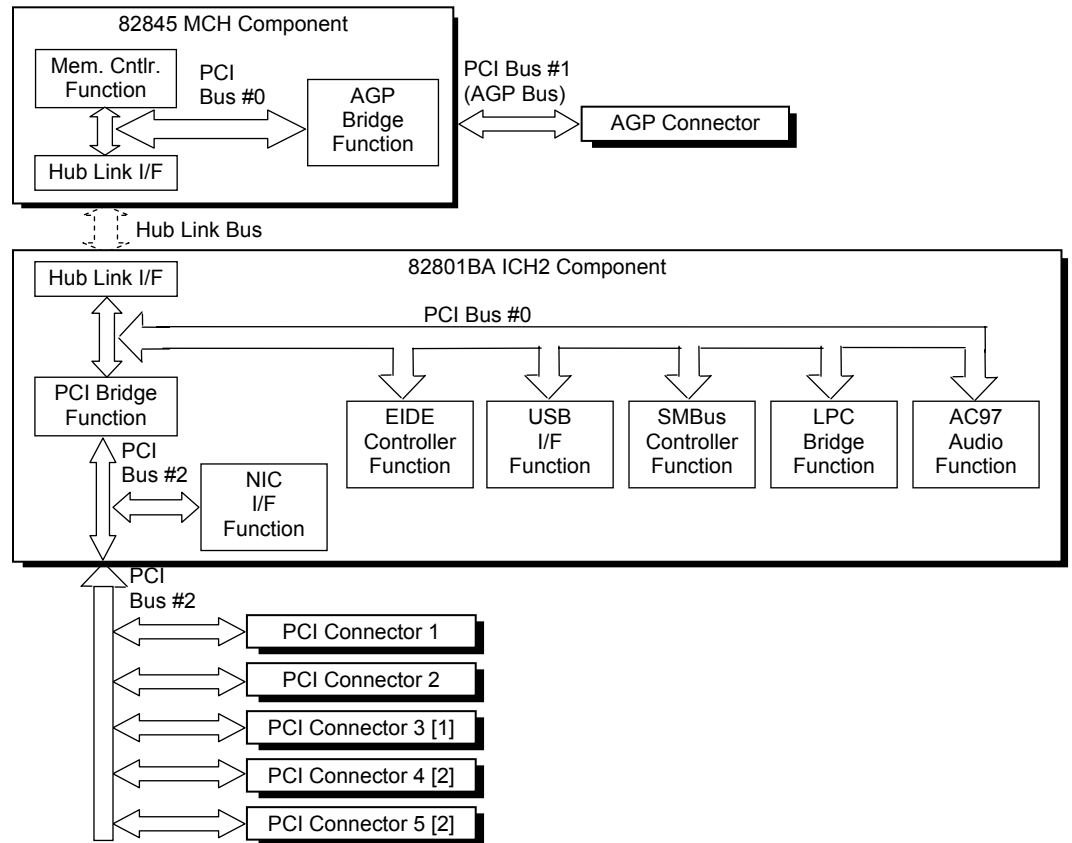 82845 MCH Component
Mem. Cntlr.
Function
PCI
Bus #0
AGP
Bridge
Function
Hub Link I/F
PCI Bus #1
(AGP Bus)
AGP Connector
Hub Link Bus
82801BA ICH2 Component
Hub Link I/F
PCI Bus #0
PCI Bridge
Function
EIDE
Controller
Function
USB
I/F
Function
SMBus
Controller
Function
LPC
Bridge
Function
AC97
Audio
Function
PCI
Bus #2
NIC
I/F
Function
PCI
Bus #2
PCI Connector 1
PCI Connector 2
PCI Connector 3 [1]
PCI Connector 4 [2]
PCI Connector 5 [2]